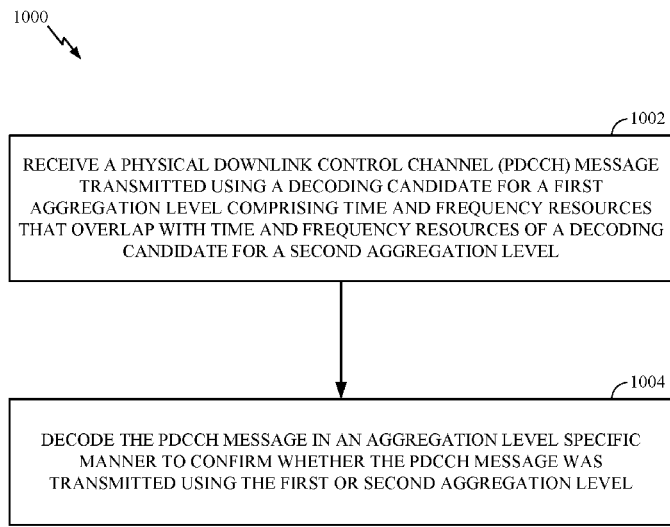 1000
1002
RECEIVE A PHYSICAL DOWNLINK CONTROL CHANNEL (PDCCH) MESSAGE
TRANSMITTED USING A DECODING CANDIDATE FOR A FIRST
AGGREGATION LEVEL COMPRISING TIME AND FREQUENCY RESOURCES
THAT OVERLAP WITH TIME AND FREQUENCY RESOURCES OF A DECODING
CANDIDATE FOR A SECOND AGGREGATION LEVEL
1004
DECODE THE PDCCH MESSAGE IN AN AGGREGATION LEVEL SPECIFIC
MANNER TO CONFIRM WHETHER THE PDCCH MESSAGE WAS
TRANSMITTED USING THE FIRST OR SECOND AGGREGATION LEVEL